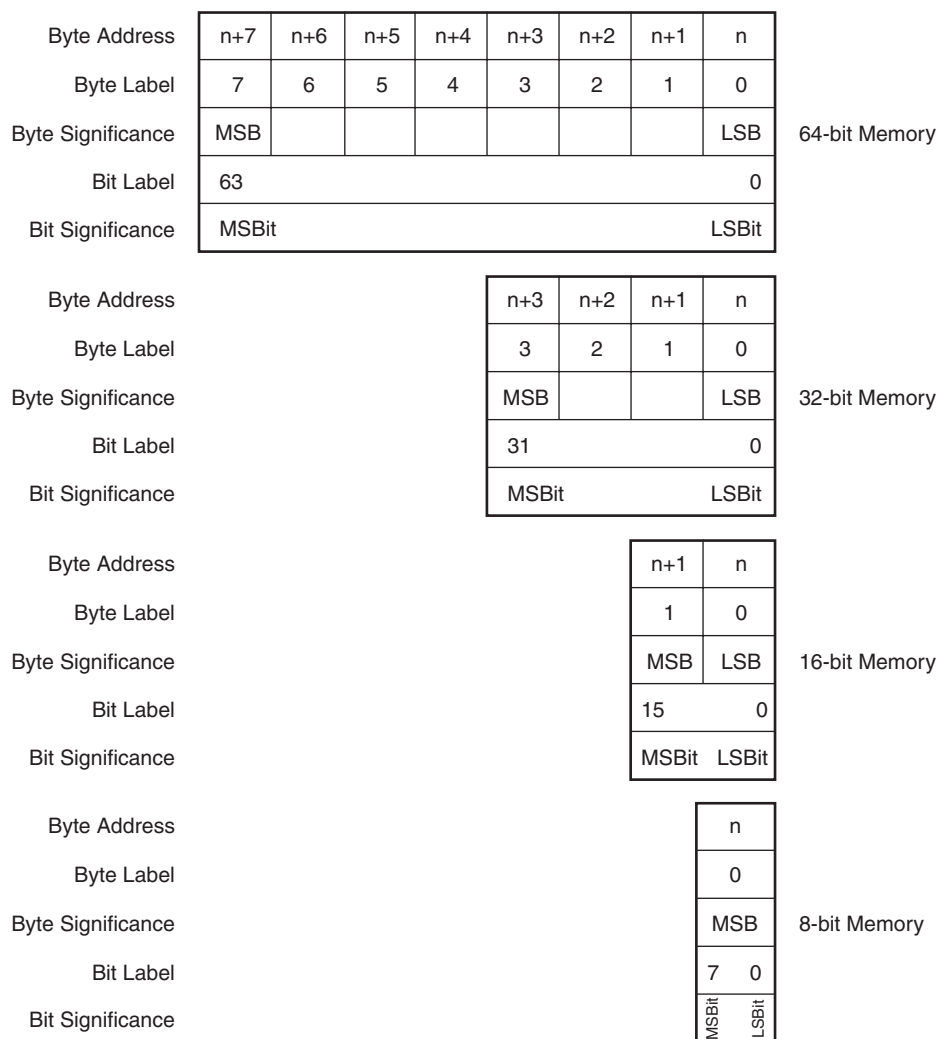 Byte Address n+7 n+6 n+5 n+4 n+3 n+2 n+1 n
Byte Label 7 6 5 4 3 2 1 0
Byte Significance MSB LSB 64-bit Memory
Bit Label 63 0
Bit Significance MSBit LSBit
Byte Address n+3 n+2 n+1 n
Byte Label 3 2 1 0
Byte Significance MSB LSB 32-bit Memory
Bit Label 31 0
Bit Significance MSBit LSBit
Byte Address n+1 n
Byte Label 1 0
Byte Significance MSB LSB 16-bit Memory
Bit Label 15 0
Bit Significance MSBit LSBit
Byte Address n
Byte Label 0
Byte Significance MSB 8-bit Memory
Bit Label 7 0
Bit Significance MSBit LSBit